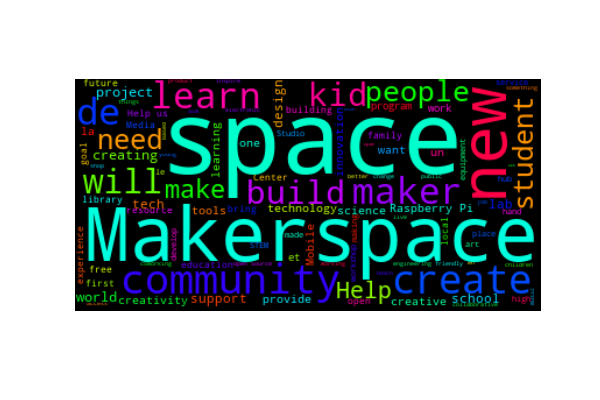 future
project
learn
kid
people
design
new
student
program
work
building
Help us
Media
de
la
need
space
Studio
one
innovation
family
want
un
equipment
goal
creating
learning
will
make
center
better
change
public
hub
build
maker
library
tech
resource
tools
bring
technology
science
Raspberry Pi
lab
hand
live
Makerspace
develop
STEM
made
et
Mobile
making
local
place
art
experience
free
first
education
community
engineering
friendly
children
create
Help
world
creativity
support
provide
open
creative
school
collaborative
high